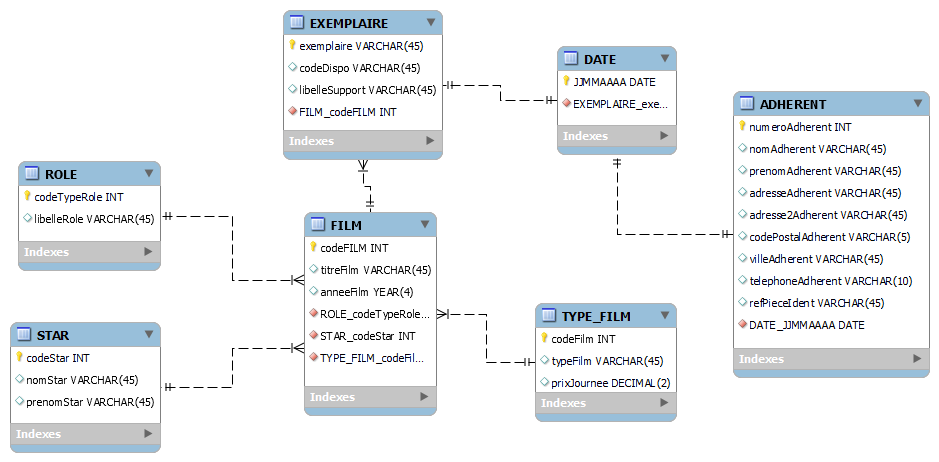 EXEMPLAIRE
exemplaire VARCHAR(45)
codeDispo VARCHAR(45)
libelleSupport VARCHAR(45)
FILM_codeFILM INT
Indexes
DATE
JJMMAAAA DATE
EXEMPLAIRE_exe...
Indexes
ADHERENT
numeroAdherent INT
nomAdherent VARCHAR(45)
prenomAdherent VARCHAR(45)
adresseAdherent VARCHAR(45)
adresse2Adherent VARCHAR(45)
codePostalAdherent VARCHAR(5)
villeAdherent VARCHAR(45)
telephoneAdherent VARCHAR(10)
refPieceIdent VARCHAR(45)
DATE_JJMMAAAA DATE
Indexes
ROLE
codeTypeRole INT
libelleRole VARCHAR(45)
Indexes
FILM
codeFILM INT
titreFilm VARCHAR(45)
anneeFilm YEAR(4)
ROLE_codeTypeRole...
STAR_codeStar INT
TYPE_FILM_codeFil...
Indexes
STAR
codeStar INT
nomStar VARCHAR(45)
prenomStar VARCHAR(45)
Indexes
TYPE_FILM
codeFilm INT
typeFilm VARCHAR(45)
prixJournee DECIMAL(2)
Indexes